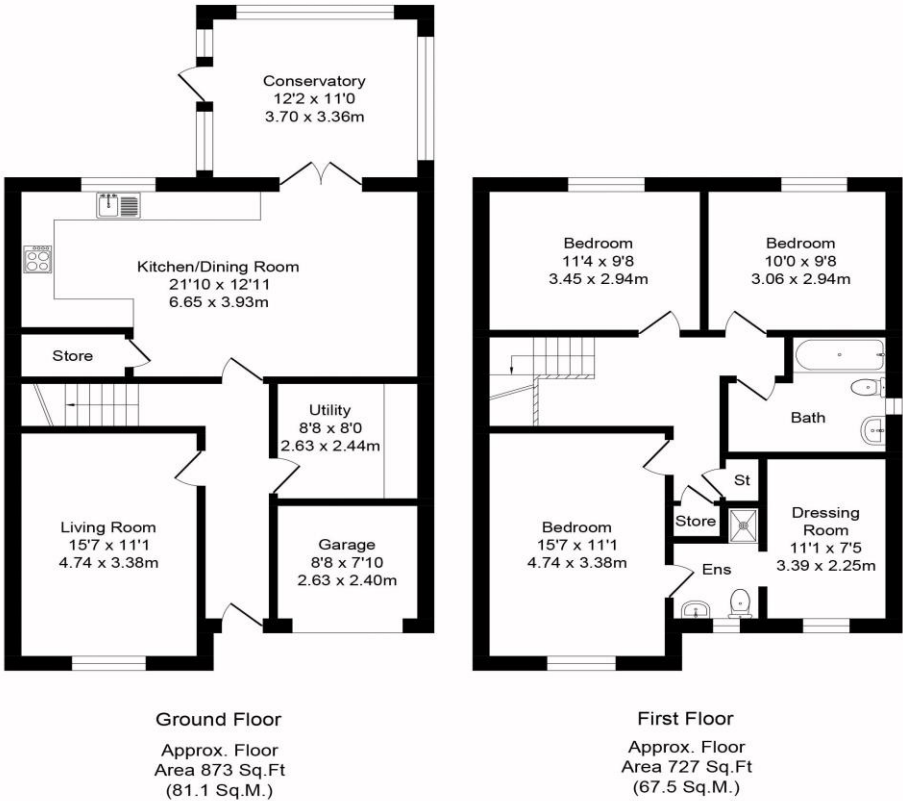 Conservatory
12'2 x 11'0
3.70 x 3.36m
Kitchen/Dining Room
21'10 x 12'11
6.65 x 3.93m
Store
Utility
8'8 x 8'0
2.63 x 2.44m
Living Room
15'7 x 11'1
4.74 x 3.38m
Garage
8'8 x 7'10
2.63 x 2.40m
Ground Floor
Approx. Floor
Area 873 Sq.Ft
(81.1 Sq.M.)
Bedroom
11'4 x 9'8
3.45 x 2.94m
Bedroom
10'0 x 9'8
3.06 x 2.94m
Bath
St
Store
Bedroom
15'7 x 11'1
4.74 x 3.38m
Ens
Dressing
Room
11'1 x 7'5
3.39 x 2.25m
First Floor
Approx. Floor
Area 727 Sq.Ft
(67.5 Sq.M.)